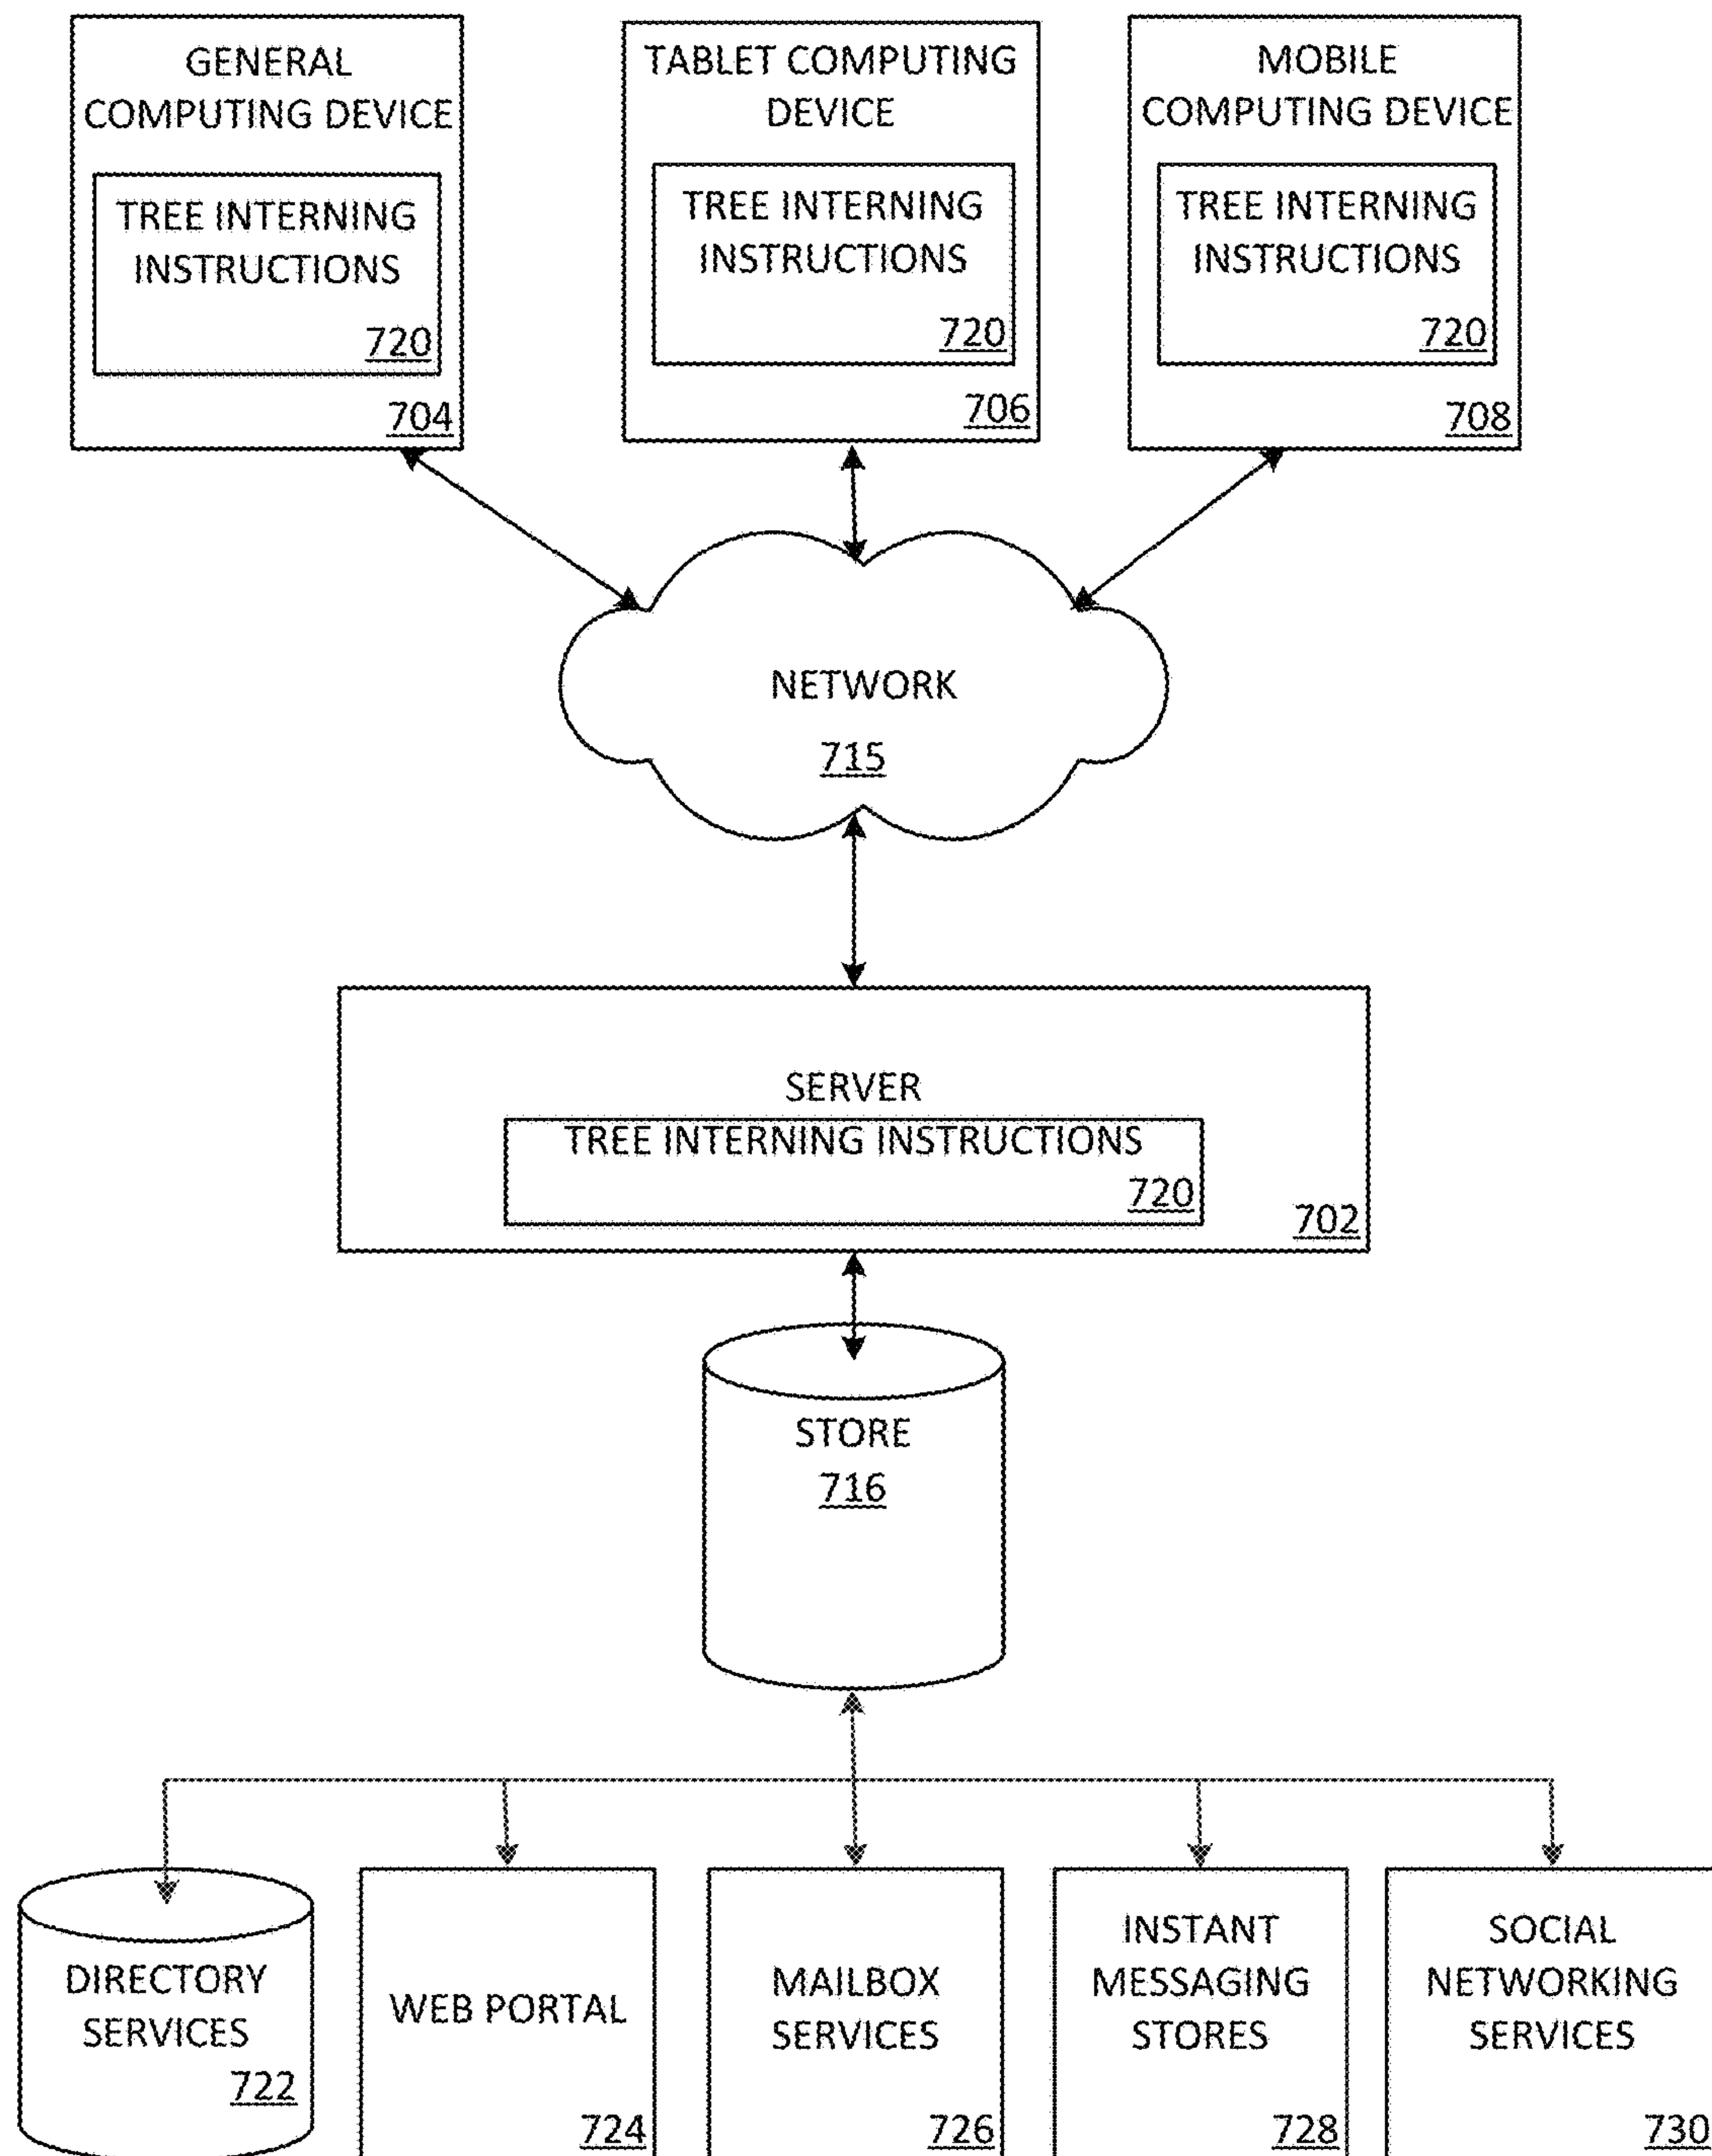 GENERAL
COMPUTING DEVICE
TREE INTERNING
INSTRUCTIONS
720
704
TABLET COMPUTING
DEVICE
TREE INTERNING
INSTRUCTIONS
720
706
MOBILE
COMPUTING DEVICE
TREE INTERNING
INSTRUCTIONS
720
708
NETWORK
715
SERVER
TREE INTERNING INSTRUCTIONS
720
702
STORE
716
DIRECTORY
SERVICES
722
WEB PORTAL
724
MAILBOX
SERVICES
726
INSTANT
MESSAGING
STORES
728
SOCIAL
NETWORKING
SERVICES
730